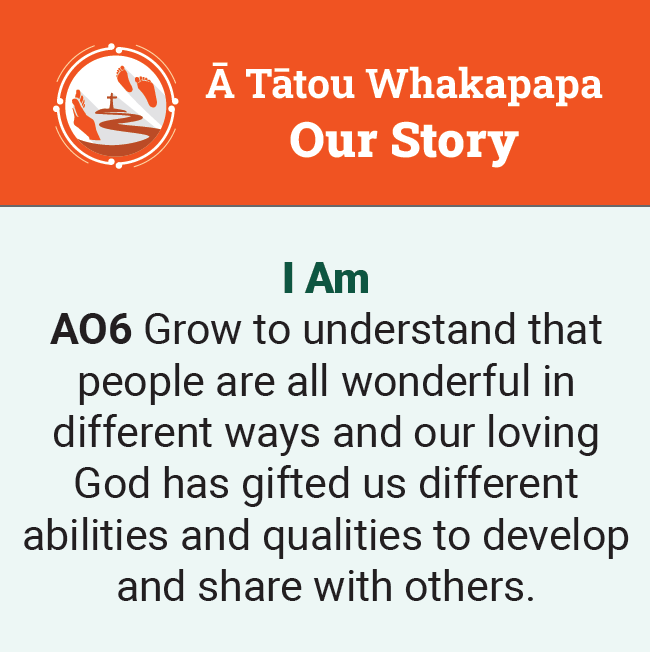 Ā Tātou Whakapapa
Our Story
I Am
AO6 Grow to understand that
people are all wonderful in
different ways and our loving
God has gifted us different
abilities and qualities to develop
and share with others.